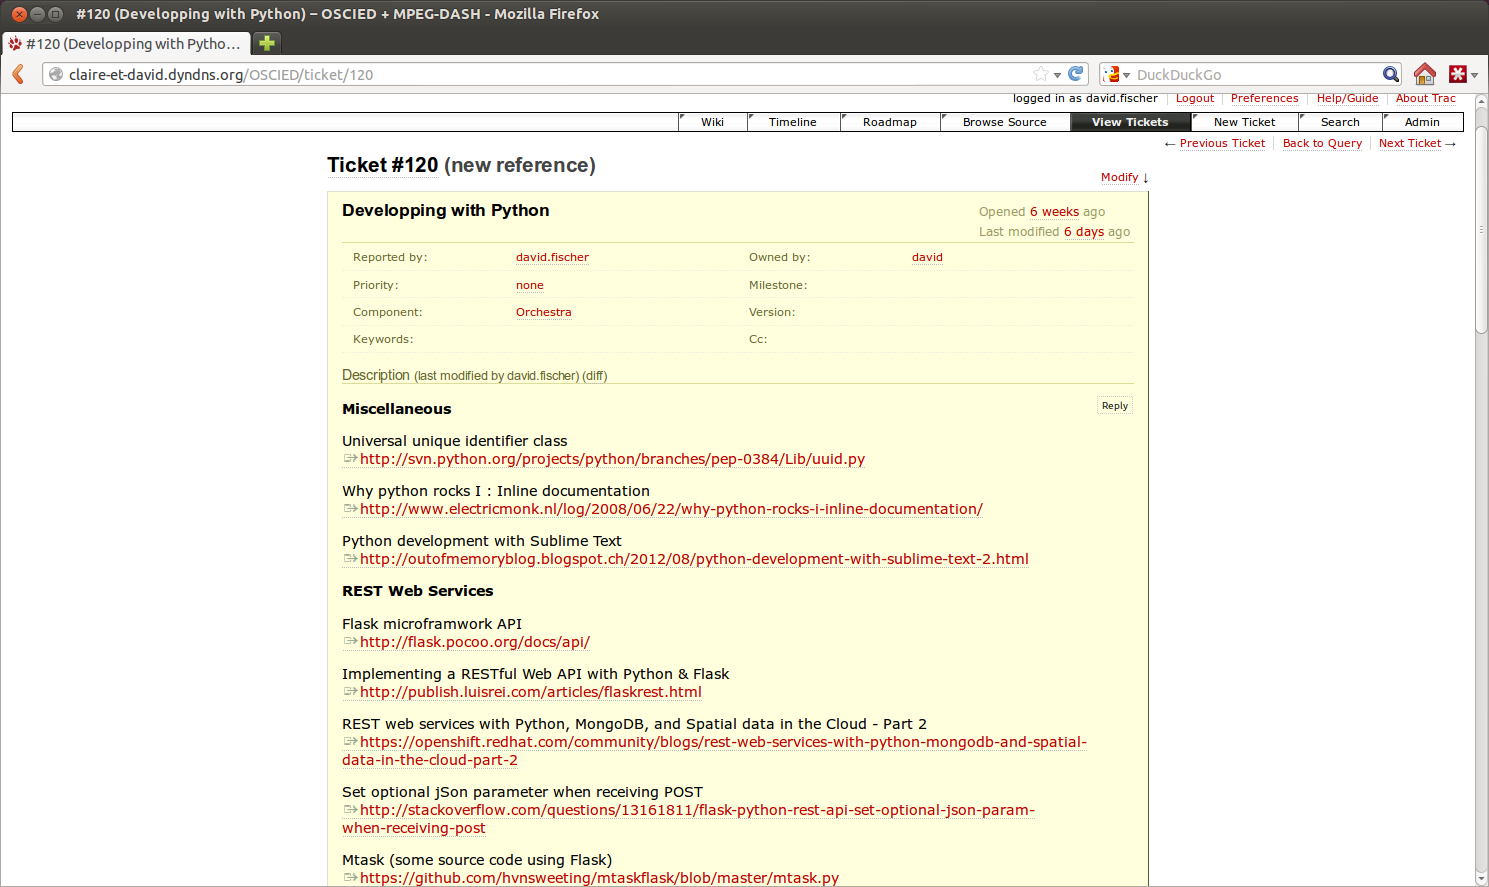 #120 (Developping with Python) – OSCIED + MPEG-DASH - Mozilla Firefox
#120 (Developping with Pytho...
claire-et-david.dyndns.org/OSCIED/ticket/120
DuckDuckGo
logged in as david.fischer Logout Preferences Help/Guide About Trac
Wiki Timeline Roadmap Browse Source View Tickets New Ticket Search Admin
← Previous Ticket Back to Query Next Ticket →
Ticket #120 (new reference)
Modify ↓
Developping with Python
Opened 6 weeks ago
Last modified 6 days ago
Reported by: david.fischer Owned by: david
Priority: none Milestone:
Component: Orchestra Version:
Keywords: Cc:
Description (last modified by david.fischer) (diff)
Reply
Miscellaneous
Universal unique identifier class
http://svn.python.org/projects/python/branches/pep-0384/Lib/uuid.py
Why python rocks I : Inline documentation
http://www.electricmonk.nl/log/2008/06/22/why-python-rocks-i-inline-documentation/
Python development with Sublime Text
http://outofmemoryblog.blogspot.ch/2012/08/python-development-with-sublime-text-2.html
REST Web Services
Flask microframwork API
http://flask.pocoo.org/docs/api/
Implementing a RESTful Web API with Python & Flask
http://publish.luisrei.com/articles/flaskrest.html
REST web services with Python, MongoDB, and Spatial data in the Cloud - Part 2
https://openshift.redhat.com/community/blogs/rest-web-services-with-python-mongodb-and-spatial-
data-in-the-cloud-part-2
Set optional jSon parameter when receiving POST
http://stackoverflow.com/questions/13161811/flask-python-rest-api-set-optional-json-param-
when-receiving-post
Mtask (some source code using Flask)
https://github.com/hvnsweeting/mtaskflask/blob/master/mtask.py